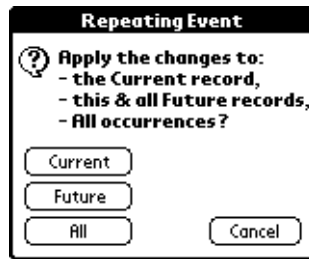 Repeating Event
Apply the changes to:
- the Current record,
- this & all Future records,
- All occurrences?
Current
Future
All
Cancel